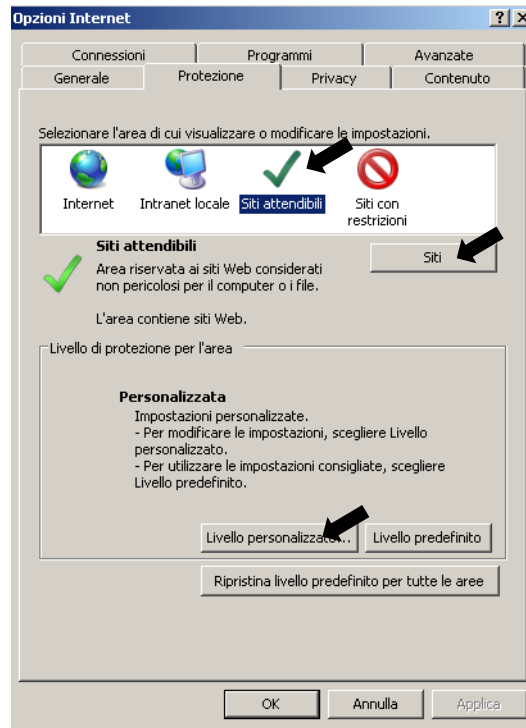 Opzioni Internet
Connessioni Programmi Avanzate
Generale Protezione Privacy Contenuto
Selezionare l'area di cui visualizzare o modificare le impostazioni.
Internet Intranet locale Siti attendibili Siti con
restrizioni
Siti attendibili
Siti
Area riservata ai siti Web considerati
non pericolosi per il computer o i file.
L'area contiene siti Web.
Livello di protezione per l'area
Personalizzata
Impostazioni personalizzate.
- Per modificare le impostazioni, scegliere Livello
personalizzato.
- Per utilizzare le impostazioni consigliate, scegliere
Livello predefinito.
Livello personalizzato... Livello predefinito
Ripristina livello predefinito per tutte le aree
OK Annulla Applica